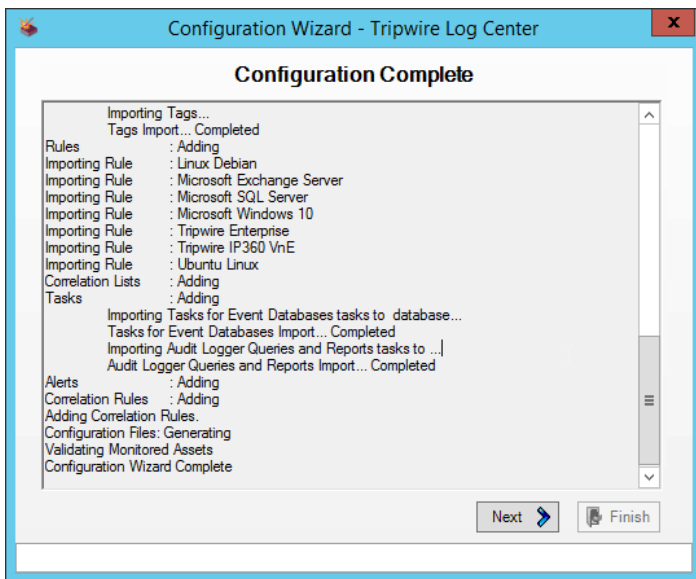 Configuration Wizard - Tripwire Log Center
x
Configuration Complete
Importing Tags...
Tags Import... Completed
Rules : Adding
Importing Rule : Linux Debian
Importing Rule : Microsoft Exchange Server
Importing Rule : Microsoft SQL Server
Importing Rule : Microsoft Windows 10
Importing Rule : Tripwire Enterprise
Importing Rule : Tripwire IP360 VnE
Importing Rule : Ubuntu Linux
Correlation Lists : Adding
Tasks : Adding
Importing Tasks for Event Databases tasks to database...
Tasks for Event Databases Import... Completed
Importing Audit Logger Queries and Reports tasks to ...
Audit Logger Queries and Reports Import... Completed
Alerts : Adding
Correlation Rules : Adding
Adding Correlation Rules.
Configuration Files: Generating
Validating Monitored Assets
Configuration Wizard Complete
Next
Finish